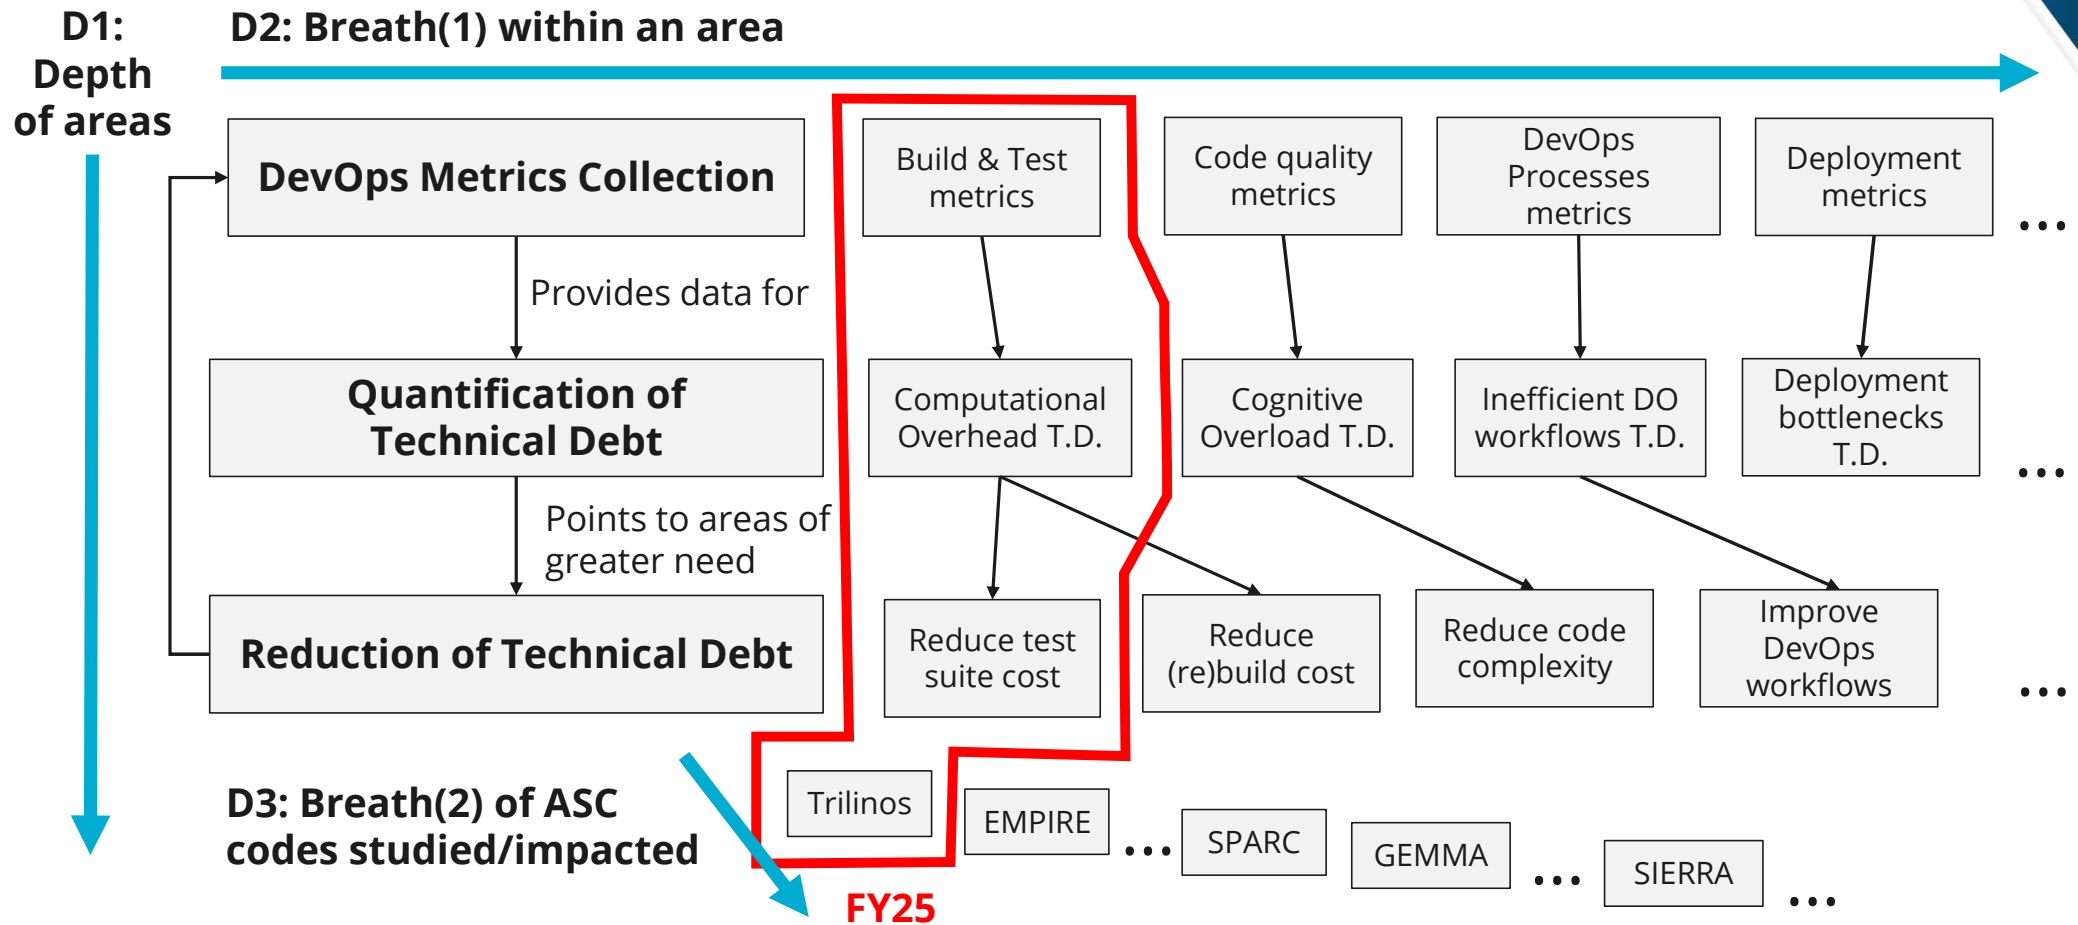 D1:
Depth
of areas
D2: Breath(1) within an area
DevOps Metrics Collection
Build & Test
metrics
Code quality
metrics
DevOps
Processes
metrics
Deployment
metrics
...
Provides data for
Quantification of
Technical Debt
Computational
Overhead T.D.
Cognitive
Overload T.D.
Inefficient DO
workflows T.D.
Deployment
bottlenecks
T.D.
...
Points to areas of
greater need
Reduction of Technical Debt
Reduce test
suite cost
Reduce
(re)build cost
Reduce code
complexity
Improve
DevOps
workflows
...
D3: Breath(2) of ASC
codes studied/impacted
Trilinos
EMPIRE
...
SPARC
GEMMA
...
SIERRA
...
FY25